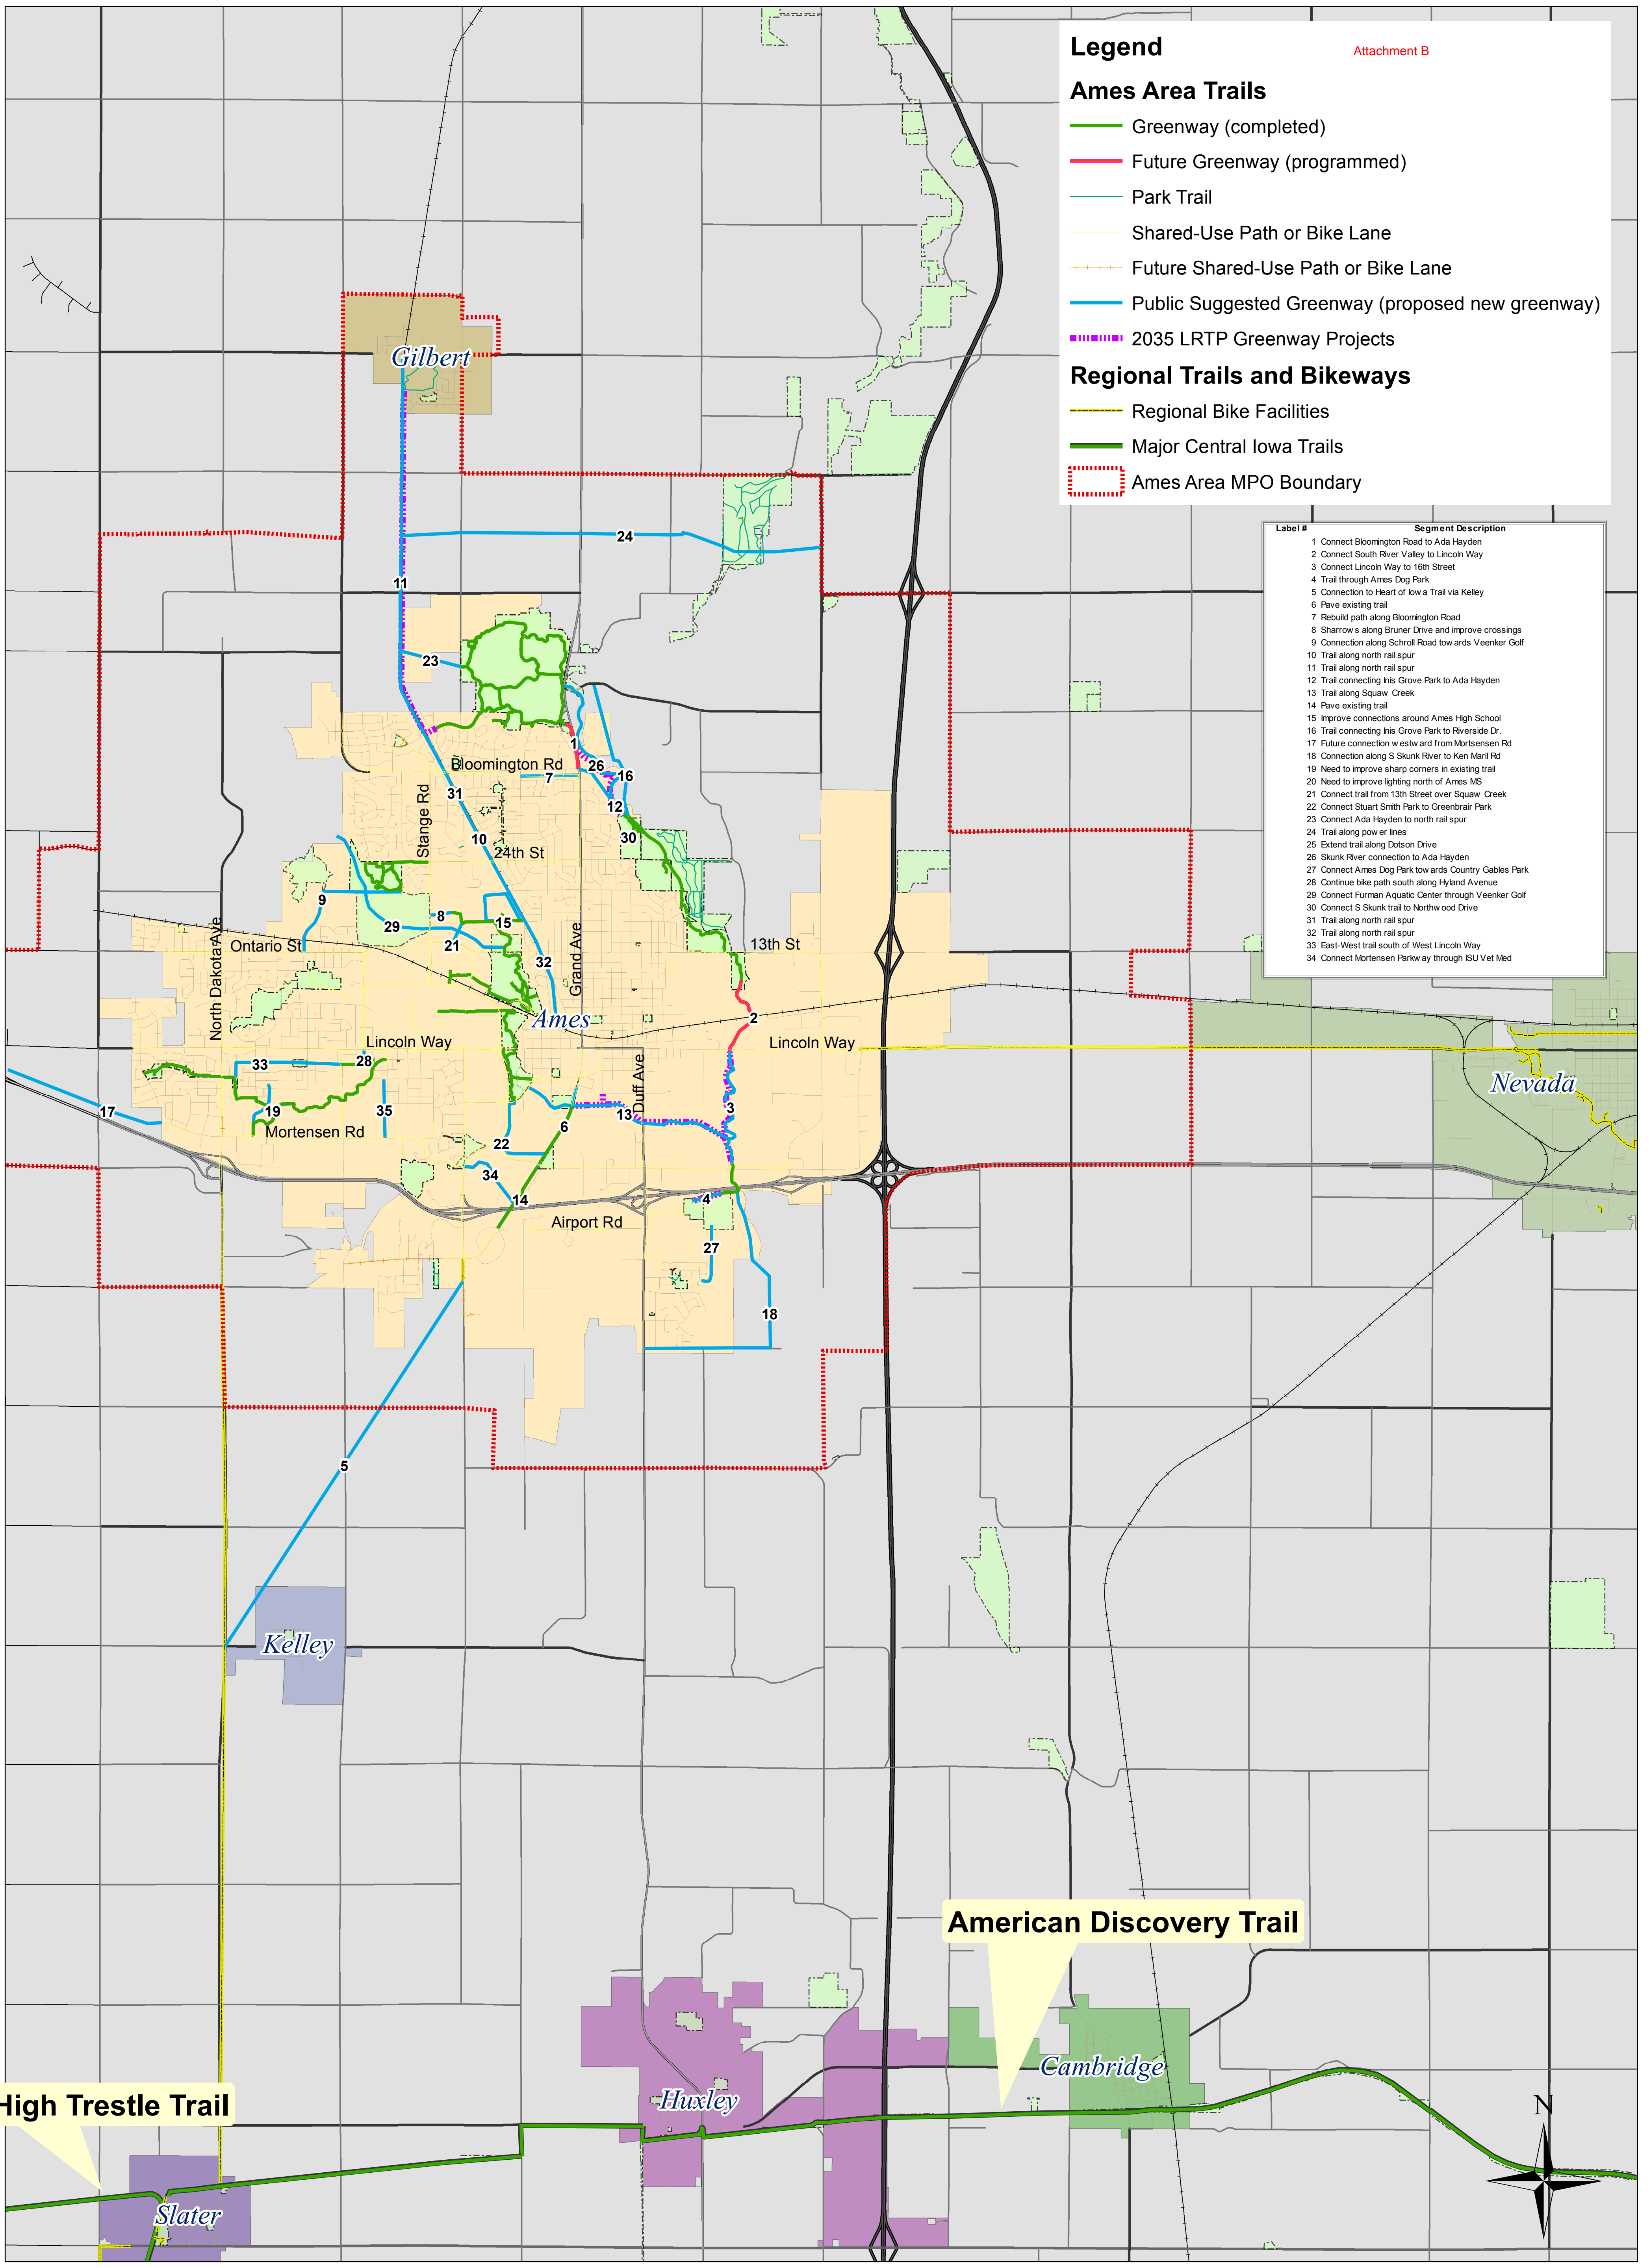 Legend
Attachment B
Ames Area Trails
Greenway (completed)
Future Greenway (programmed)
Park Trail
Shared-Use Path or Bike Lane
Future Shared-Use Path or Bike Lane
Public Suggested Greenway (proposed new greenway)
2035 LRTP Greenway Projects
Regional Trails and Bikeways
Regional Bike Facilities
Major Central Iowa Trails
Ames Area MPO Boundary
Label # Segment Description
1 Connect Bloomington Road to Ada Hayden
2 Connect South River Valley to Lincoln Way
3 Connect Lincoln Way to 16th Street
4 Trail through Ames Dog Park
5 Connection to Heart of Iowa Trail via Kelley
6 Pave existing trail
7 Rebuild path along Bloomington Road
8 Sharrows along Bruner Drive and improve crossings
9 Connection along Schroll Road towards Veenker Golf
10 Trail along north rail spur
11 Trail along north rail spur
12 Trail connecting Inis Grove Park to Ada Hayden
13 Trail along Squaw Creek
14 Pave existing trail
15 Improve connections around Ames High School
16 Trail connecting Inis Grove Park to Riverside Dr.
17 Future connection westward from Mortsensen Rd
18 Connection along S Skunk River to Ken Maril Rd
19 Need to improve sharp corners in existing trail
20 Need to improve lighting north of Ames MS
21 Connect trail from 13th Street over Squaw Creek
22 Connect Stuart Smith Park to Greenbrair Park
23 Connect Ada Hayden to north rail spur
24 Trail along power lines
25 Extend trail along Dotson Drive
26 Skunk River connection to Ada Hayden
27 Connect Ames Dog Park towards Country Gables Park
28 Continue bike path south along Hyland Avenue
29 Connect Furman Aquatic Center through Veenker Golf
30 Connect S Skunk trail to Northwood Drive
31 Trail along north rail spur
32 Trail along north rail spur
33 East-West trail south of West Lincoln Way
34 Connect Mortensen Parkway through ISU Vet Med
Gilbert
24
11
23
1
Bloomington Rd
26
16
7
31
12
Stange Rd
10
30
24th St
9
8
15
29
21
Ontario St
13th St
North Dakota Ave
32
Grand Ave
Ames
2
Lincoln Way
Lincoln Way
33
28
Nevada
17
19
35
3
13
Duff Ave
Mortensen Rd
6
22
34
14
4
Airport Rd
27
18
5
Kelley
American Discovery Trail
Cambridge
Huxley
High Trestle Trail
N
Slater